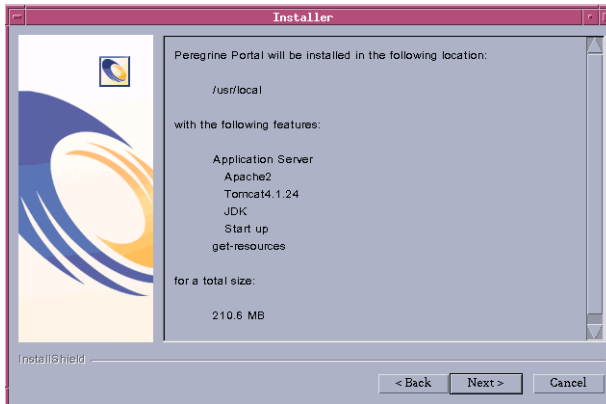 Installer
Peregrine Portal will be installed in the following location:
/usr/local
with the following features:
Application Server
Apache2
Tomcat4.1.24
JDK
Start up
get-resources
for a total size:
210.6 MB
InstallShield
< Back
Next >
Cancel